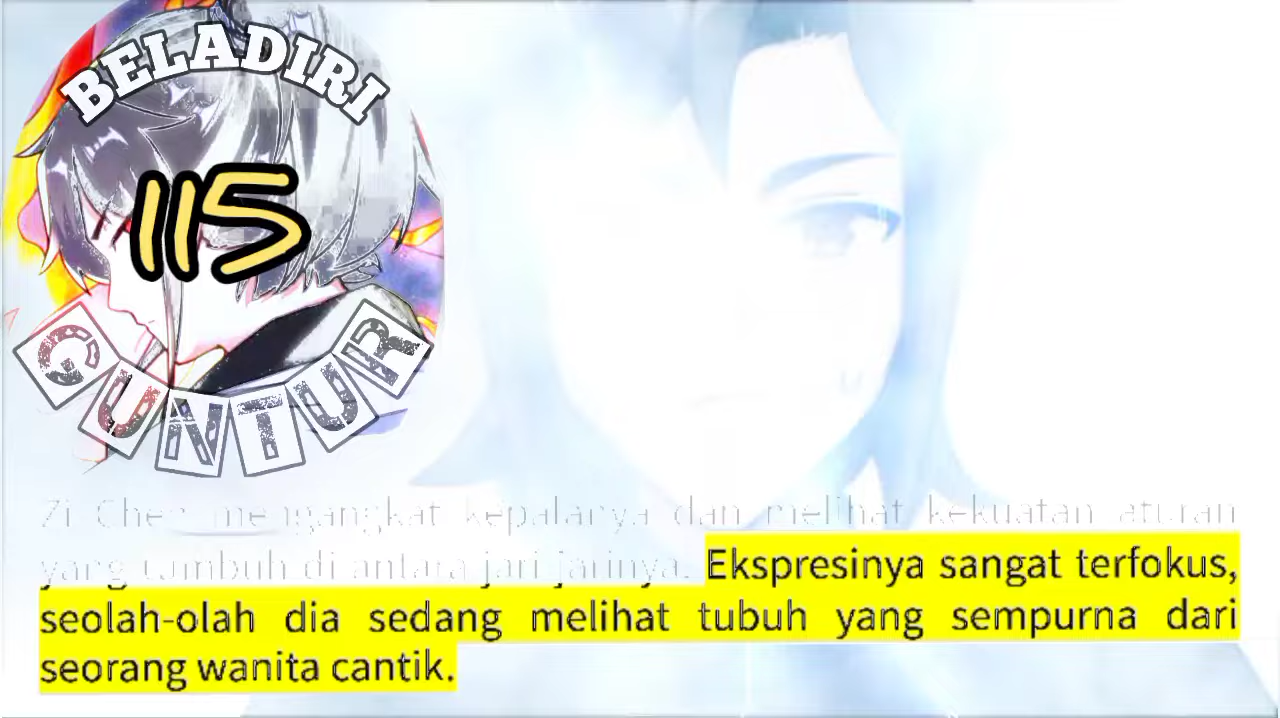 BELADIRI
115
GUNTUR
Zi Chen mengangkat kepalanya dan melihat kekuatan aturan
yang tumbuh di antara jari jarinya. Ekspresinya sangat terfokus,
seolah-olah dia sedang melihat tubuh yang sempurna dari
seorang wanita cantik.